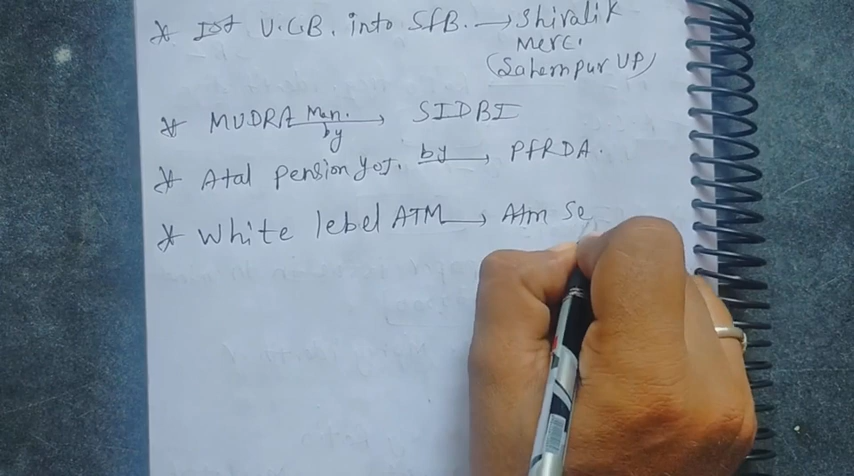 * Ist U.C.B. into SFB. → Shivalik
Merc.
(Sahernpur UP)
* MUDRA Man. by → SIDBI
* Atal Pension Yoj. by → PFRDA.
* White lebel ATM → Atm Se